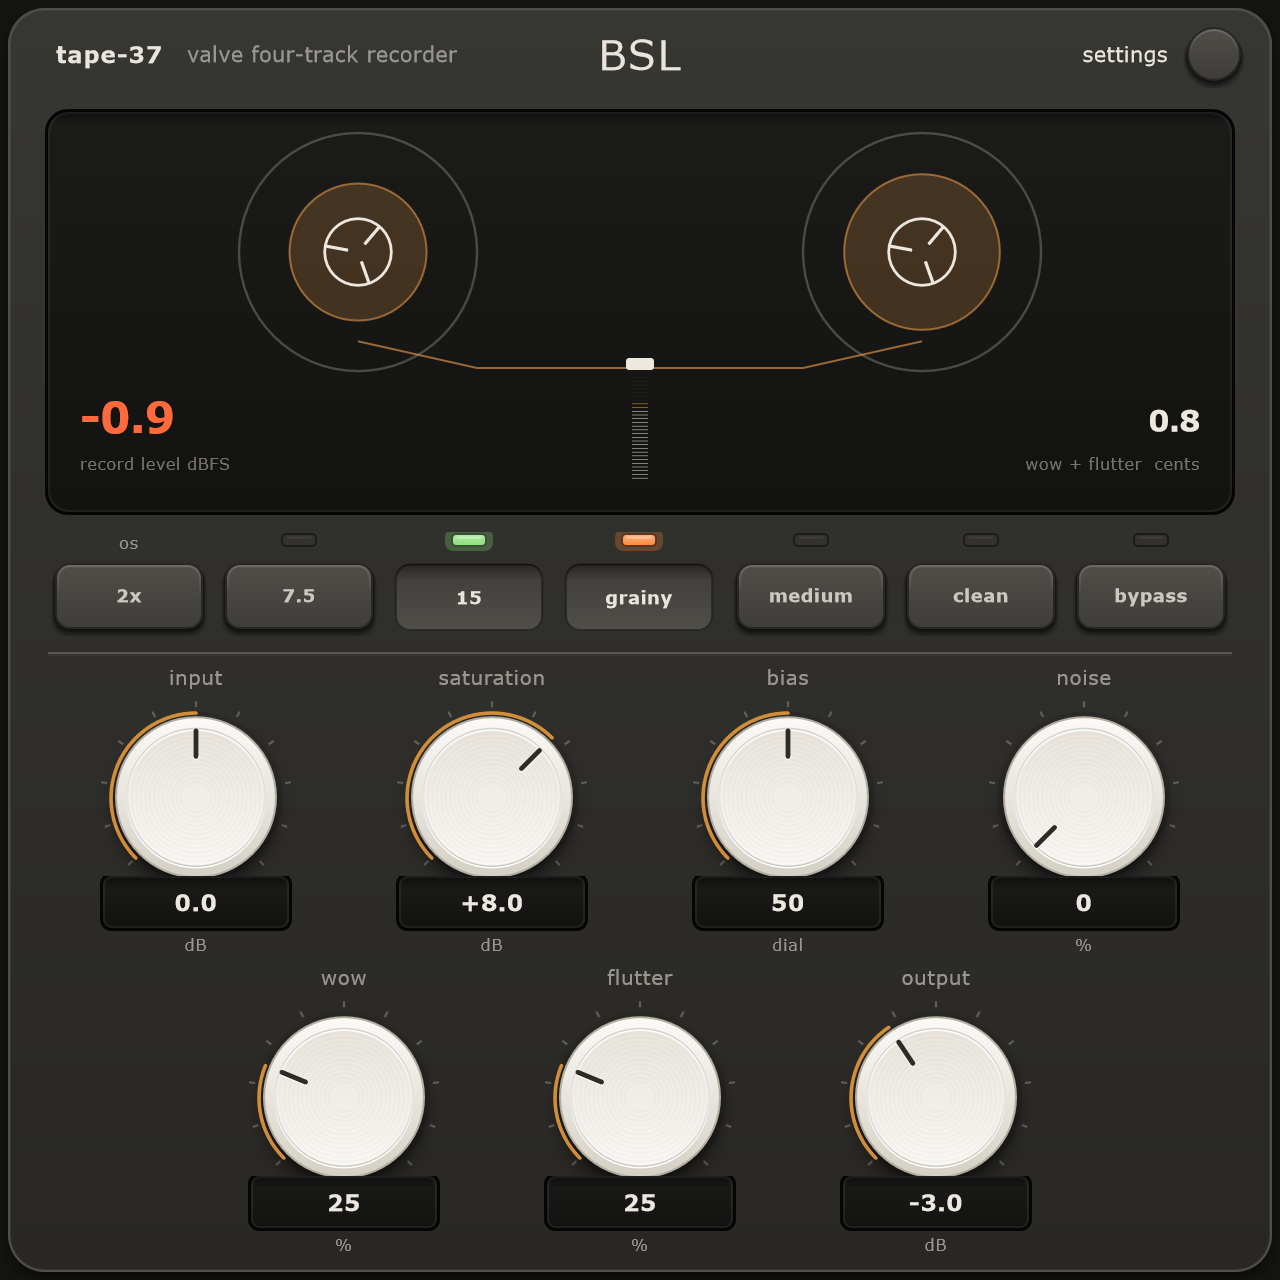 tape-37 valve four-track recorder BSL settings
-0.9 0.8
record level dBFS wow + flutter cents
os
2x 7.5 15 grainy medium clean bypass
input saturation bias noise
0.0 +8.0 50 0
dB dB dial %
wow flutter output
25 25 -3.0
% % dB